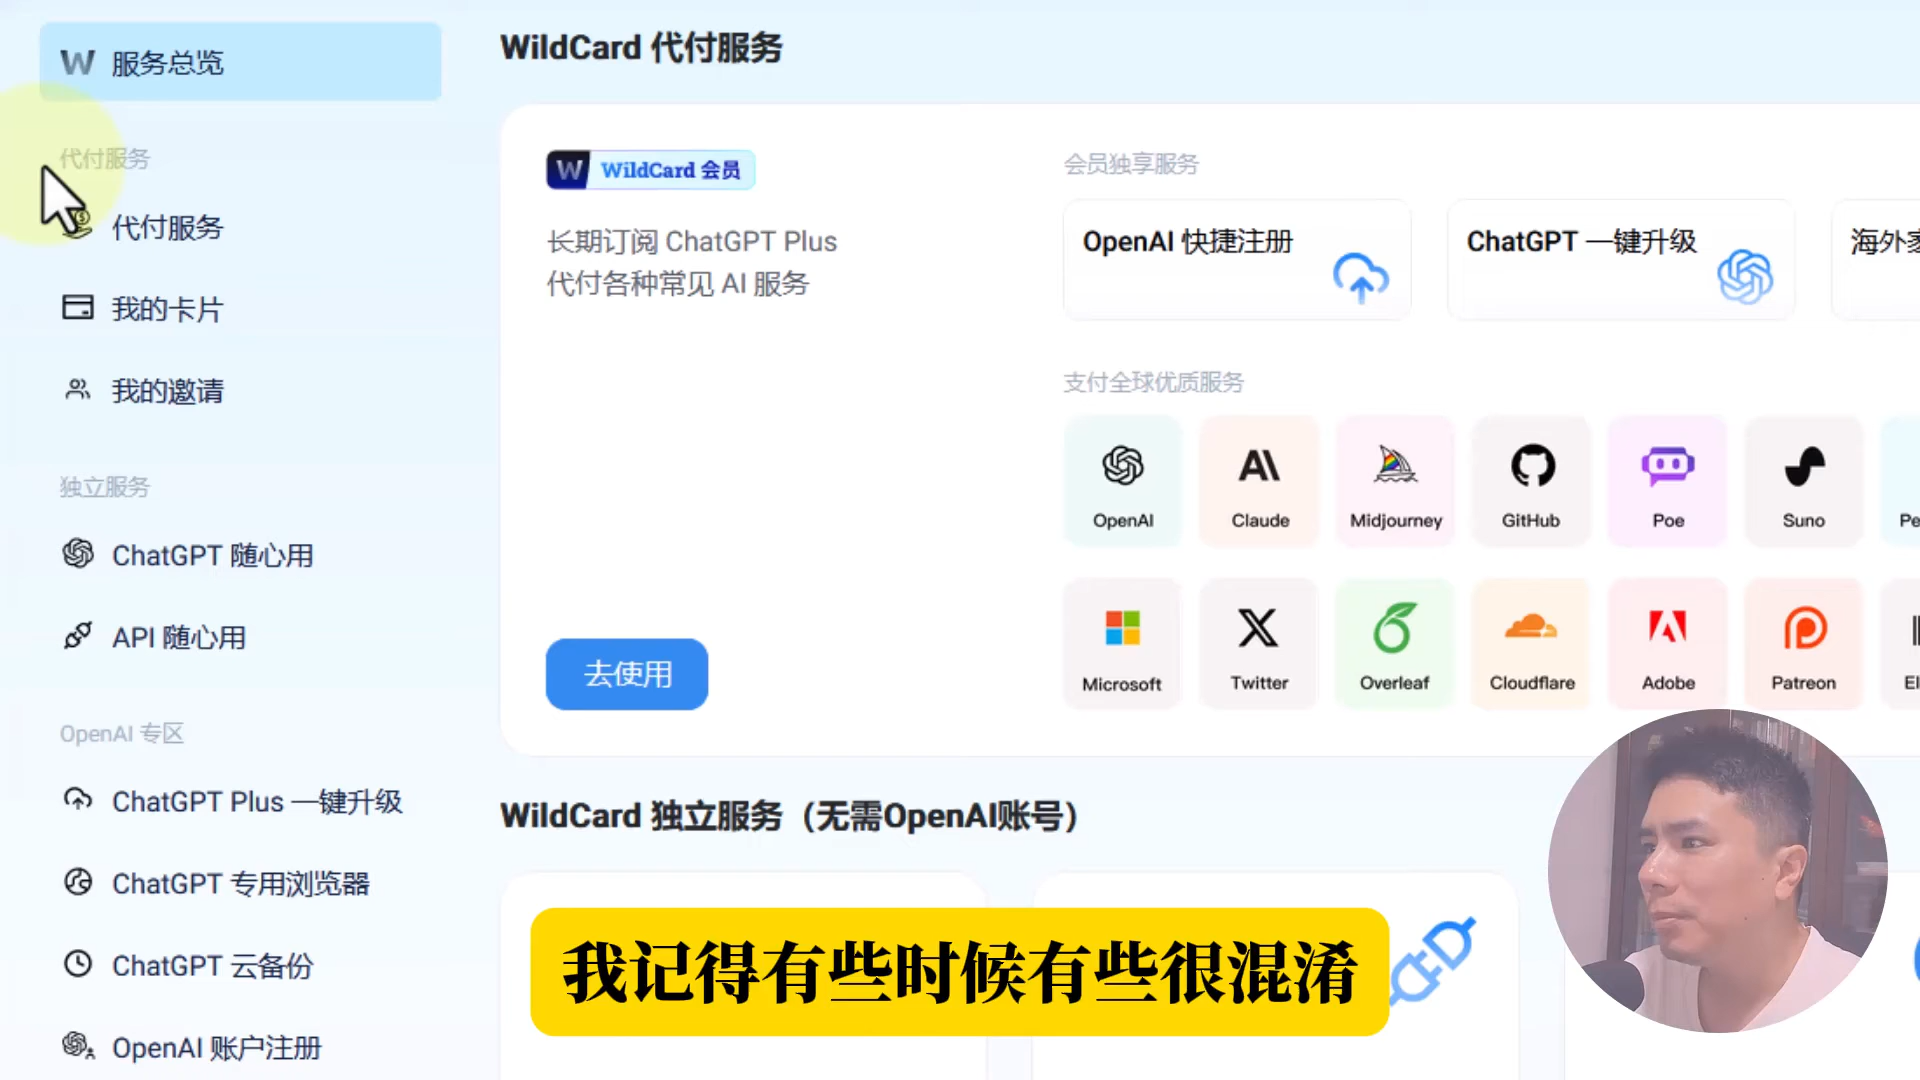 W 服务总览
代付服务
代付服务
我的卡片
我的邀请
独立服务
ChatGPT 随心用
API 随心用
OpenAI 专区
ChatGPT Plus 一键升级
ChatGPT 专用浏览器
ChatGPT 云备份
OpenAI 账户注册
WildCard 代付服务
W WildCard 会员
长期订阅 ChatGPT Plus
代付各种常见 AI 服务
去使用
会员独享服务
OpenAI 快捷注册
ChatGPT 一键升级
海外
支付全球优质服务
OpenAI
Claude
Midjourney
GitHub
Poe
Suno
Pe
Microsoft
Twitter
Overleaf
Cloudflare
Adobe
Patreon
El
WildCard 独立服务（无需OpenAI账号）
我记得有些时候有些很混淆